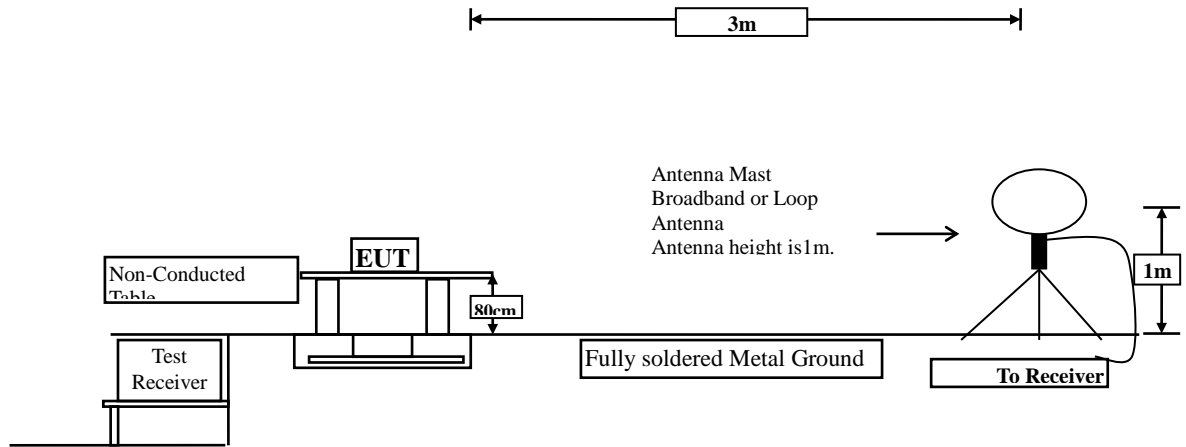 3m
Antenna Mast
Broadband or Loop
Antenna
Antenna height is1m.
EUT
Non-Conducted
Table
80cm
1m
Test
Receiver
Fully soldered Metal Ground
To Receiver